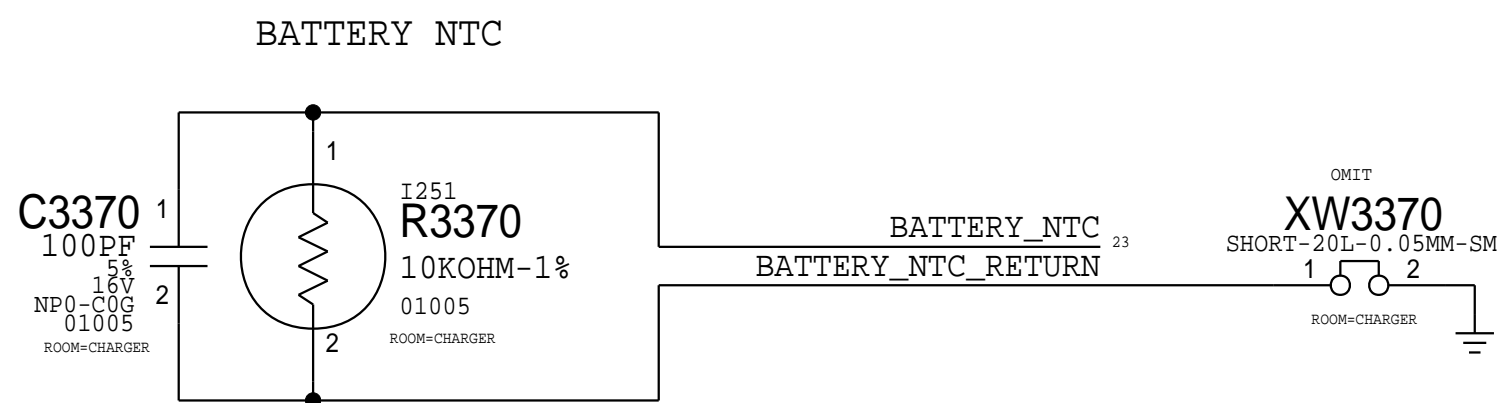 BATTERY NTC
C3370
100PF
5%
16V
NP0-C0G
01005
ROOM=CHARGER
1
2
1
2
I251
R3370
10KOHM-1%
01005
ROOM=CHARGER
BATTERY_NTC 23
BATTERY_NTC_RETURN
OMIT
XW3370
SHORT-20L-0.05MM-SM
1 2
ROOM=CHARGER